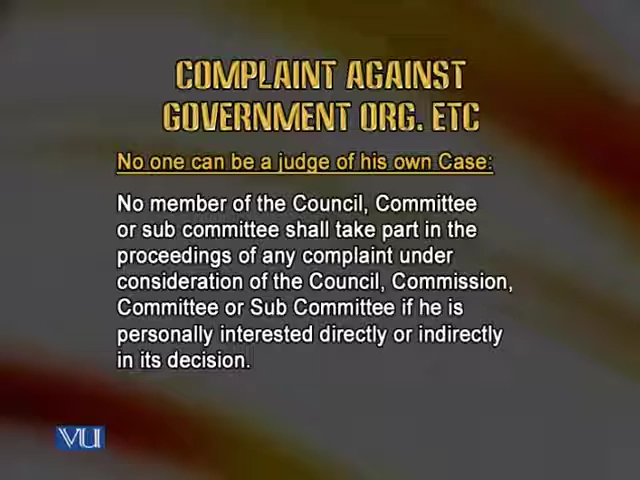 COMPLAINT AGAINST
GOVERNMENT ORG. ETC
No one can be a judge of his own Case:
No member of the Council, Committee
or sub committee shall take part in the
proceedings of any complaint under
consideration of the Council, Commission,
Committee or Sub Committee if he is
personally interested directly or indirectly
in its decision.
VU